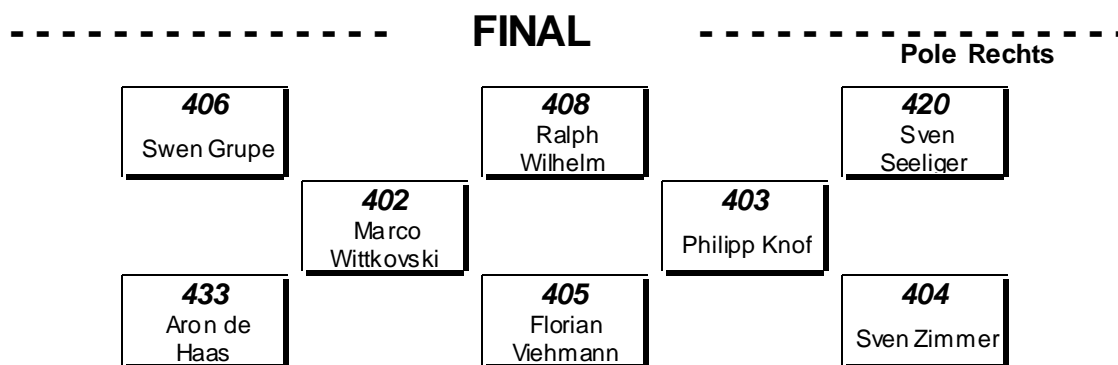 FINAL
Pole Rechts
406
Swen Grupe
408
Ralph
Wilhelm
420
Sven
Seeliger
402
Marco
Wittkovski
403
Philipp Knof
433
Aron de
Haas
405
Florian
Viehmann
404
Sven Zimmer